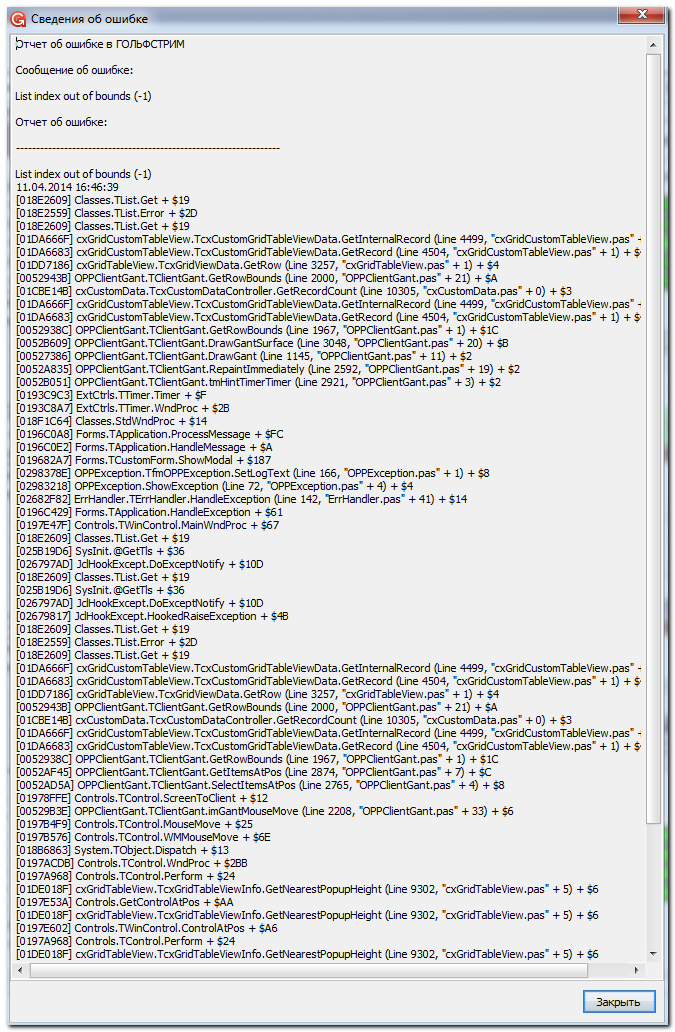 Сведения об ошибке
Отчет об ошибке в ГОЛЬФСТРИМ
Сообщение об ошибке:
List index out of bounds (-1)
Отчет об ошибке:
------------------------------------------------------------------
List index out of bounds (-1)
11.04.2014 16:46:39
[018E2609] Classes.TList.Get + $19
[018E2559] Classes.TList.Error + $2D
[018E2609] Classes.TList.Get + $19
[01DA666F] cxGridCustomTableView.TcxCustomGridTableViewData.GetInternalRecord (Line 4499, "cxGridCustomTableView.pas" +
[01DA6683] cxGridCustomTableView.TcxCustomGridTableViewData.GetRecord (Line 4504, "cxGridCustomTableView.pas" + 1) + $
[01DD7186] cxGridTableView.TcxGridViewData.GetRow (Line 3257, "cxGridTableView.pas" + 1) + $4
[0052943B] OPPClientGant.TClientGant.GetRowBounds (Line 2000, "OPPClientGant.pas" + 21) + $A
[01CBE14B] cxCustomData.TcxCustomDataController.GetRecordCount (Line 10305, "cxCustomData.pas" + 0) + $3
[01DA666F] cxGridCustomTableView.TcxCustomGridTableViewData.GetInternalRecord (Line 4499, "cxGridCustomTableView.pas" +
[01DA6683] cxGridCustomTableView.TcxCustomGridTableViewData.GetRecord (Line 4504, "cxGridCustomTableView.pas" + 1) + $
[0052938C] OPPClientGant.TClientGant.GetRowBounds (Line 1967, "OPPClientGant.pas" + 1) + $1C
[0052B609] OPPClientGant.TClientGant.DrawGantSurface (Line 3048, "OPPClientGant.pas" + 20) + $B
[00527386] OPPClientGant.TClientGant.DrawGant (Line 1145, "OPPClientGant.pas" + 11) + $2
[0052A835] OPPClientGant.TClientGant.RepaintImmediately (Line 2592, "OPPClientGant.pas" + 19) + $2
[0052B051] OPPClientGant.TClientGant.tmHintTimerTimer (Line 2921, "OPPClientGant.pas" + 3) + $2
[0193C9C3] ExtCtrls.TTimer.Timer + $F
[0193C8A7] ExtCtrls.TTimer.WndProc + $2B
[018F1C64] Classes.StdWndProc + $14
[0196C0A8] Forms.TApplication.ProcessMessage + $FC
[0196C0E2] Forms.TApplication.HandleMessage + $A
[019682A7] Forms.TCustomForm.ShowModal + $187
[0298378E] OPPException.TfmOPPException.SetLogText (Line 166, "OPPException.pas" + 1) + $8
[02983218] OPPException.ShowException (Line 72, "OPPException.pas" + 4) + $4
[02682F82] ErrHandler.TErrHandler.HandleException (Line 142, "ErrHandler.pas" + 41) + $14
[0196C429] Forms.TApplication.HandleException + $61
[0197E47F] Controls.TWinControl.MainWndProc + $67
[018E2609] Classes.TList.Get + $19
[025B19D6] SysInit.@GetTls + $36
[026797AD] JclHookExcept.DoExceptNotify + $10D
[018E2609] Classes.TList.Get + $19
[025B19D6] SysInit.@GetTls + $36
[026797AD] JclHookExcept.DoExceptNotify + $10D
[02679817] JclHookExcept.HookedRaiseException + $4B
[018E2609] Classes.TList.Get + $19
[018E2559] Classes.TList.Error + $2D
[018E2609] Classes.TList.Get + $19
[01DA666F] cxGridCustomTableView.TcxCustomGridTableViewData.GetInternalRecord (Line 4499, "cxGridCustomTableView.pas" +
[01DA6683] cxGridCustomTableView.TcxCustomGridTableViewData.GetRecord (Line 4504, "cxGridCustomTableView.pas" + 1) + $
[01DD7186] cxGridTableView.TcxGridViewData.GetRow (Line 3257, "cxGridTableView.pas" + 1) + $4
[0052943B] OPPClientGant.TClientGant.GetRowBounds (Line 2000, "OPPClientGant.pas" + 21) + $A
[01CBE14B] cxCustomData.TcxCustomDataController.GetRecordCount (Line 10305, "cxCustomData.pas" + 0) + $3
[01DA666F] cxGridCustomTableView.TcxCustomGridTableViewData.GetInternalRecord (Line 4499, "cxGridCustomTableView.pas" +
[01DA6683] cxGridCustomTableView.TcxCustomGridTableViewData.GetRecord (Line 4504, "cxGridCustomTableView.pas" + 1) + $
[0052938C] OPPClientGant.TClientGant.GetRowBounds (Line 1967, "OPPClientGant.pas" + 1) + $1C
[0052AF45] OPPClientGant.TClientGant.GetItemsAtPos (Line 2874, "OPPClientGant.pas" + 7) + $C
[0052AD5A] OPPClientGant.TClientGant.SelectItemsAtPos (Line 2765, "OPPClientGant.pas" + 4) + $8
[01978FFE] Controls.TControl.ScreenToClient + $12
[00529B3E] OPPClientGant.TClientGant.imGantMouseMove (Line 2208, "OPPClientGant.pas" + 33) + $6
[0197B4F9] Controls.TControl.MouseMove + $25
[0197B576] Controls.TControl.WMMouseMove + $6E
[018B6863] System.TObject.Dispatch + $13
[0197ACDB] Controls.TControl.WndProc + $2BB
[0197A968] Controls.TControl.Perform + $24
[01DE018F] cxGridTableView.TcxGridTableViewInfo.GetNearestPopupHeight (Line 9302, "cxGridTableView.pas" + 5) + $6
[0197E53A] Controls.GetControlAtPos + $AA
[01DE018F] cxGridTableView.TcxGridTableViewInfo.GetNearestPopupHeight (Line 9302, "cxGridTableView.pas" + 5) + $6
[0197E602] Controls.TWinControl.ControlAtPos + $A6
[0197A968] Controls.TControl.Perform + $24
[01DE018F] cxGridTableView.TcxGridTableViewInfo.GetNearestPopupHeight (Line 9302, "cxGridTableView.pas" + 5) + $6
Закрыть